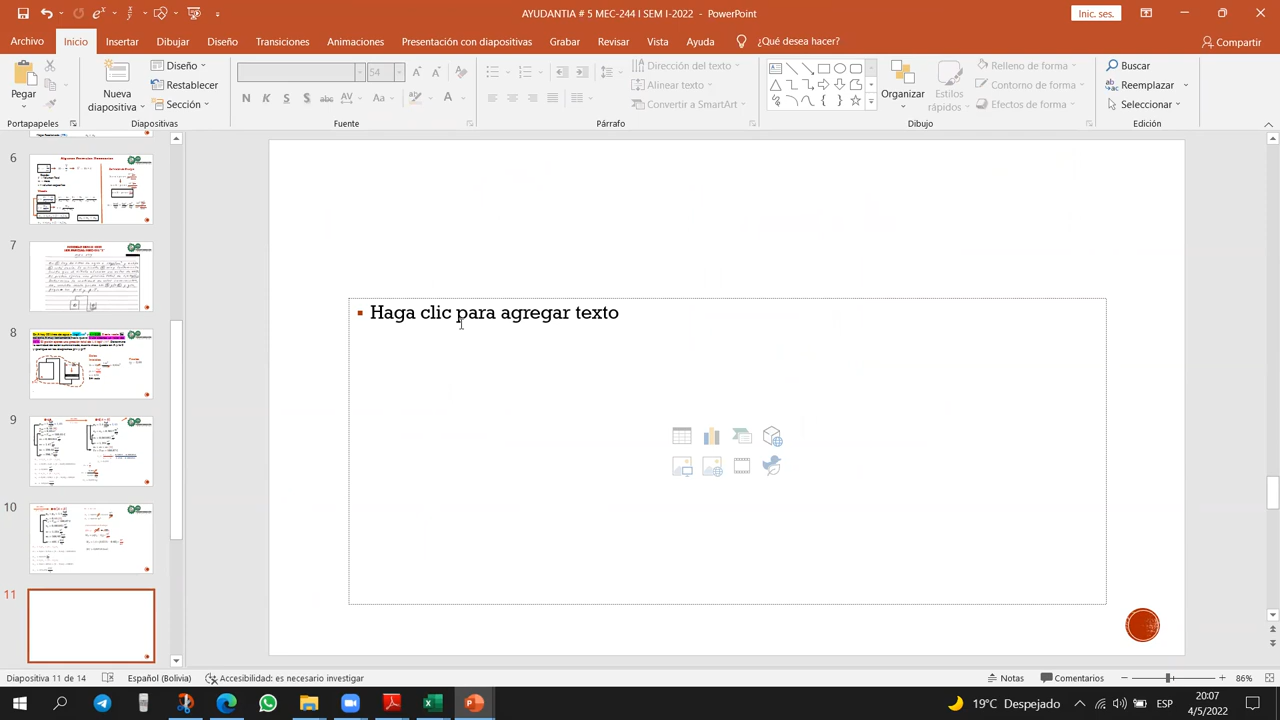 AYUDANTIA # 5 MEC-244 I SEM I-2022 - PowerPoint
Inic. ses.
Archivo Inicio Insertar Dibujar Diseño Transiciones Animaciones Presentación con diapositivas Grabar Revisar Vista Ayuda ¿Qué desea hacer? Compartir
Pegar
Portapapeles
Nueva diapositiva
Diseño
Restablecer
Sección
Diapositivas
54
N K S S abc AV Aa A
Fuente
Dirección del texto
Alinear texto
Convertir a SmartArt
Párrafo
Organizar
Estilos rápidos
Relleno de forma
Contorno de forma
Efectos de forma
Dibujo
Buscar
Reemplazar
Seleccionar
Edición
6
7
8
9
10
11
Haga clic para agregar texto
Diapositiva 11 de 14 Español (Bolivia) Accesibilidad: es necesario investigar Notas Comentarios 86%
19°C Despejado ESP 20:07
4/5/2022